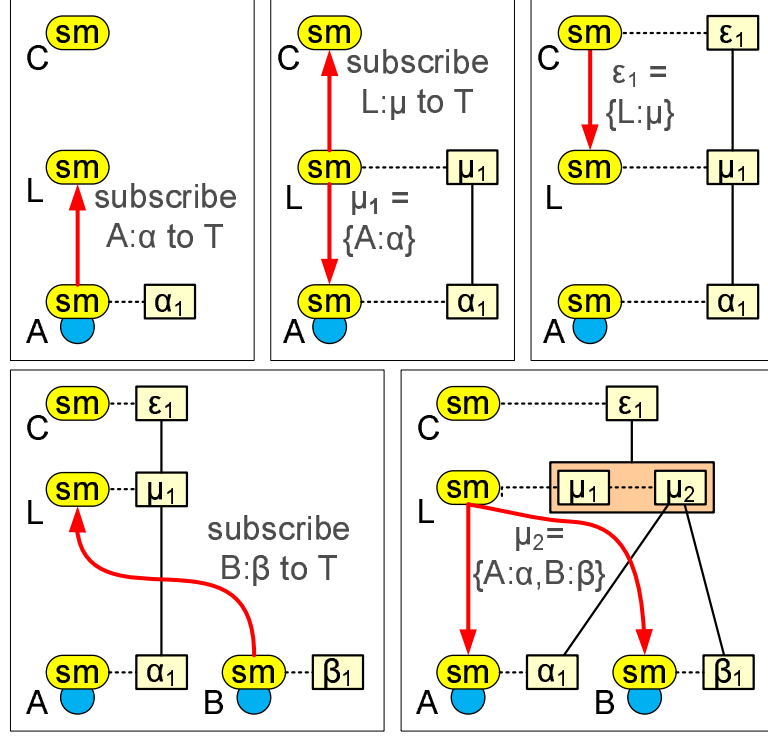 sm
C
sm
L
subscribe
A:α to T
sm
α1
A
sm
C
subscribe
L:μ to T
sm
μ1
L
μ1 =
{A:α}
sm
α1
A
sm
ε1
C
ε1 =
{L:μ}
sm
μ1
L
sm
α1
A
sm
ε1
C
sm
μ1
L
subscribe
B:β to T
sm
α1
sm
β1
A
B
sm
ε1
C
sm
μ1
μ2
L
μ2=
{A:α,B:β}
sm
α1
sm
β1
A
B